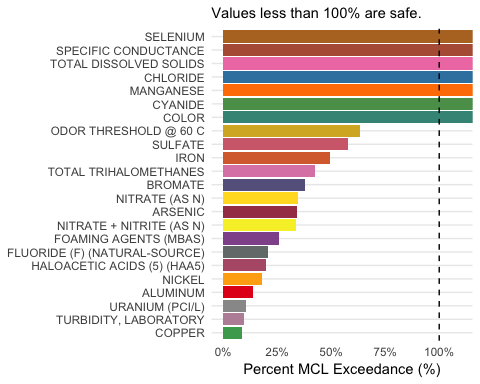 Values less than 100% are safe.
SELENIUM
SPECIFIC CONDUCTANCE
TOTAL DISSOLVED SOLIDS
CHLORIDE
MANGANESE
CYANIDE
COLOR
ODOR THRESHOLD @ 60 C
SULFATE
IRON
TOTAL TRIHALOMETHANES
BROMATE
NITRATE (AS N)
ARSENIC
NITRATE + NITRITE (AS N)
FOAMING AGENTS (MBAS)
FLUORIDE (F) (NATURAL-SOURCE)
HALOACETIC ACIDS (5) (HAA5)
NICKEL
ALUMINUM
URANIUM (PCI/L)
TURBIDITY, LABORATORY
COPPER
0% 25% 50% 75% 100%
Percent MCL Exceedance (%)